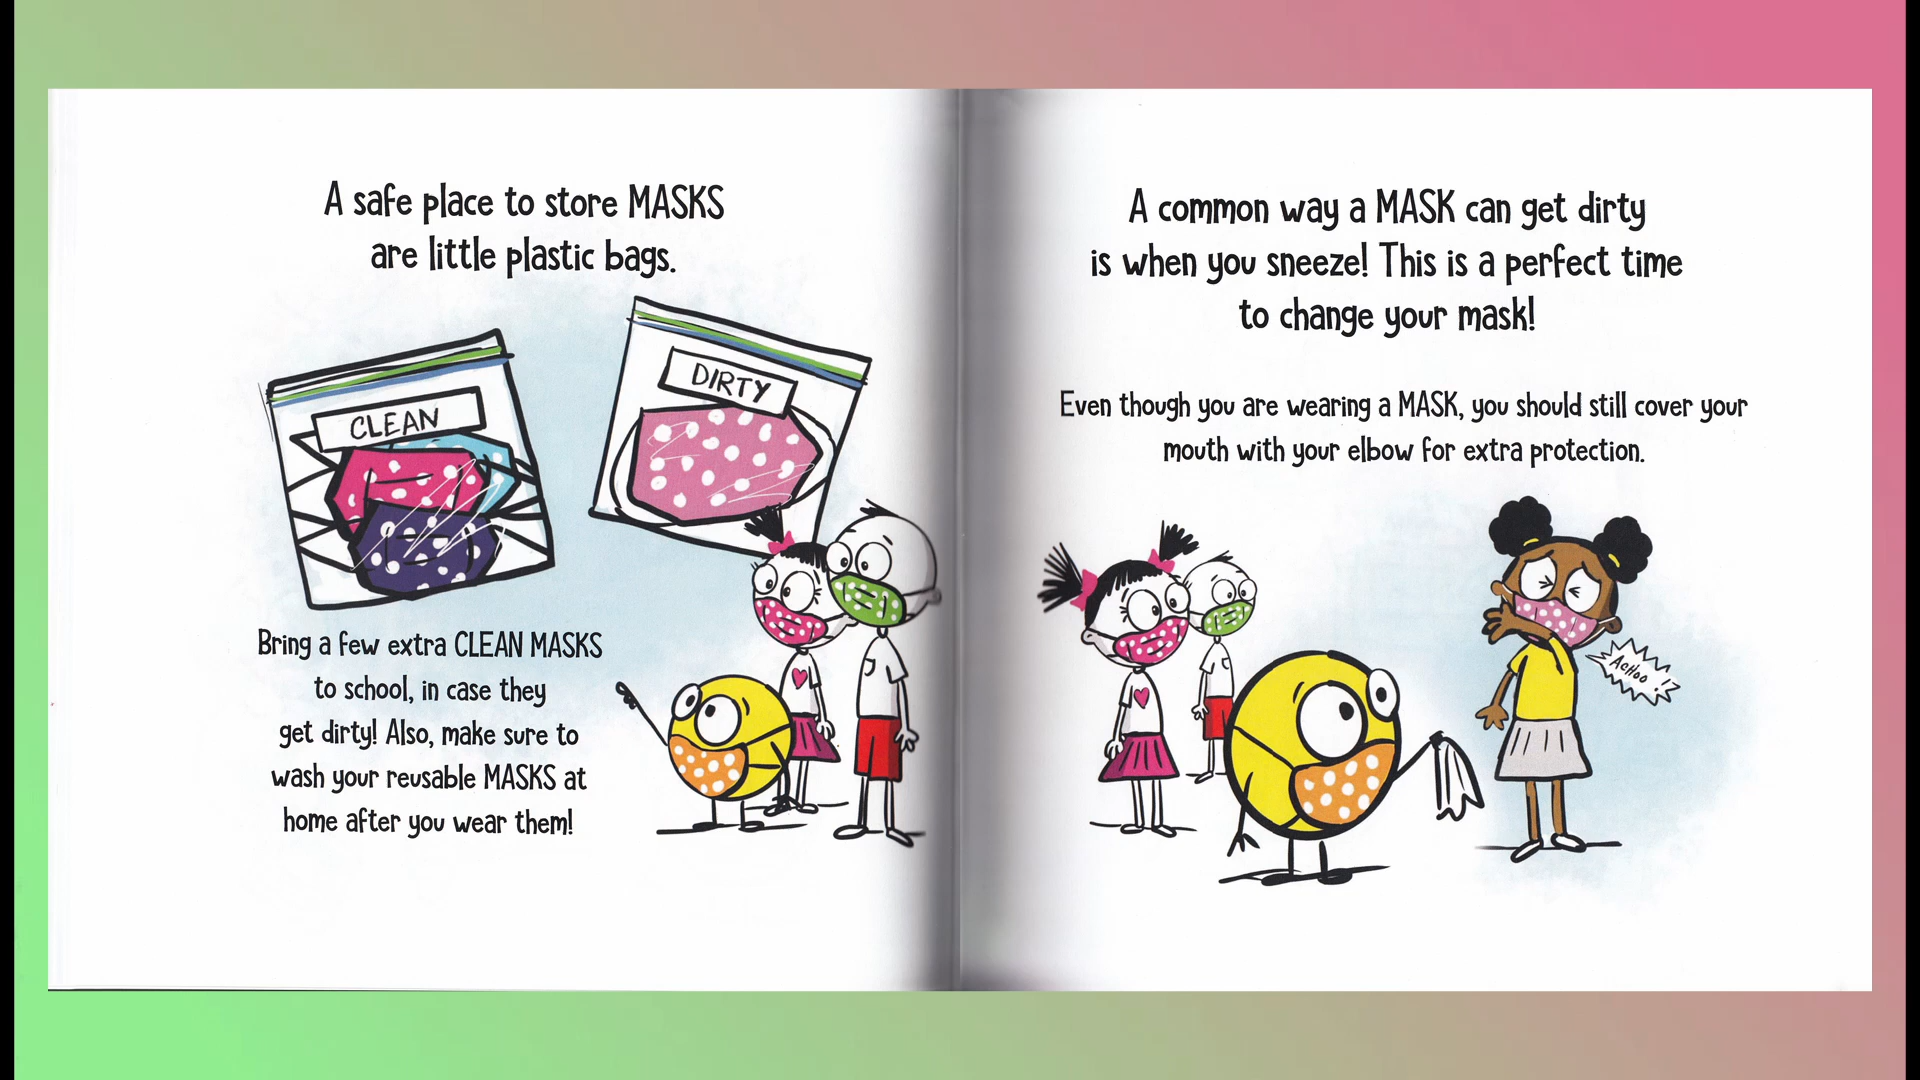 A safe place to store MASKS
are little plastic bags.
CLEAN
DIRTY
Bring a few extra CLEAN MASKS
to school, in case they
get dirty! Also, make sure to
wash your reusable MASKS at
home after you wear them!
A common way a MASK can get dirty
is when you sneeze! This is a perfect time
to change your mask!
Even though you are wearing a MASK, you should still cover your
mouth with your elbow for extra protection.
AcHoo !